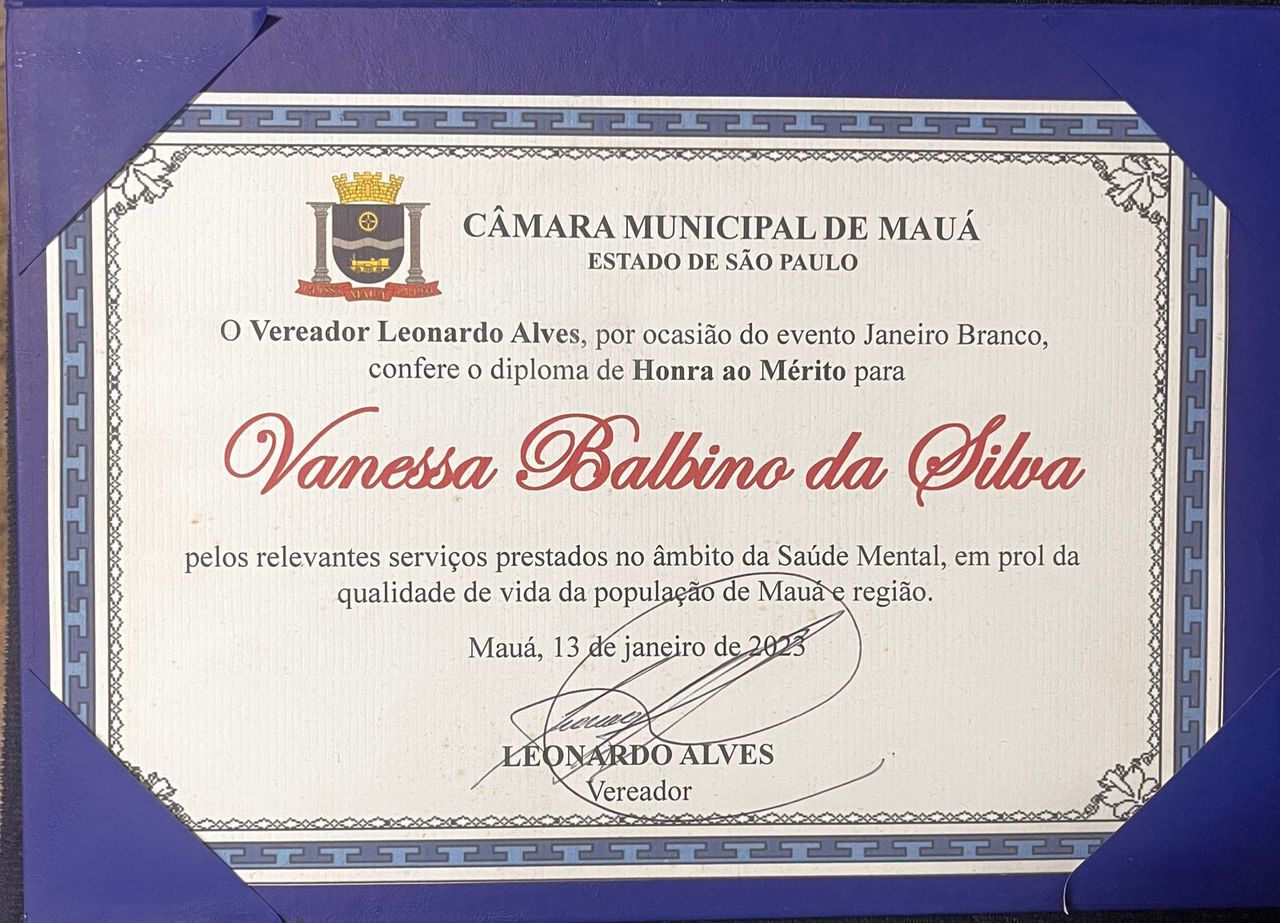 CÂMARA MUNICIPAL DE MAUÁ
ESTADO DE SÃO PAULO
MAUÁ
O Vereador Leonardo Alves, por ocasião do evento Janeiro Branco,
confere o diploma de Honra ao Mérito para
Vanessa Balbino da Silva
pelos relevantes serviços prestados no âmbito da Saúde Mental, em prol da
qualidade de vida da população de Mauá e região.
Mauá, 13 de janeiro de 2023
LEONARDO ALVES
Vereador